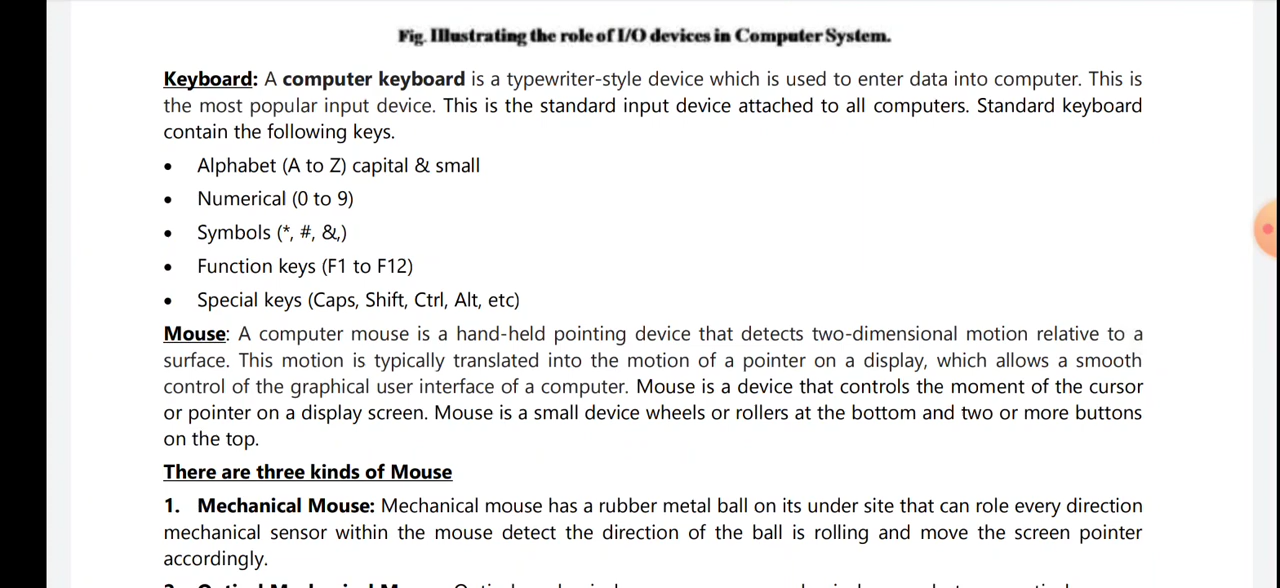 Fig. Illustrating the role of I/O devices in Computer System.
Keyboard: A computer keyboard is a typewriter-style device which is used to enter data into computer. This is
the most popular input device. This is the standard input device attached to all computers. Standard keyboard
contain the following keys.
• Alphabet (A to Z) capital & small
• Numerical (0 to 9)
• Symbols (*, #, &,)
• Function keys (F1 to F12)
• Special keys (Caps, Shift, Ctrl, Alt, etc)
Mouse: A computer mouse is a hand-held pointing device that detects two-dimensional motion relative to a
surface. This motion is typically translated into the motion of a pointer on a display, which allows a smooth
control of the graphical user interface of a computer. Mouse is a device that controls the moment of the cursor
or pointer on a display screen. Mouse is a small device wheels or rollers at the bottom and two or more buttons
on the top.
There are three kinds of Mouse
1. Mechanical Mouse: Mechanical mouse has a rubber metal ball on its under site that can role every direction
mechanical sensor within the mouse detect the direction of the ball is rolling and move the screen pointer
accordingly.